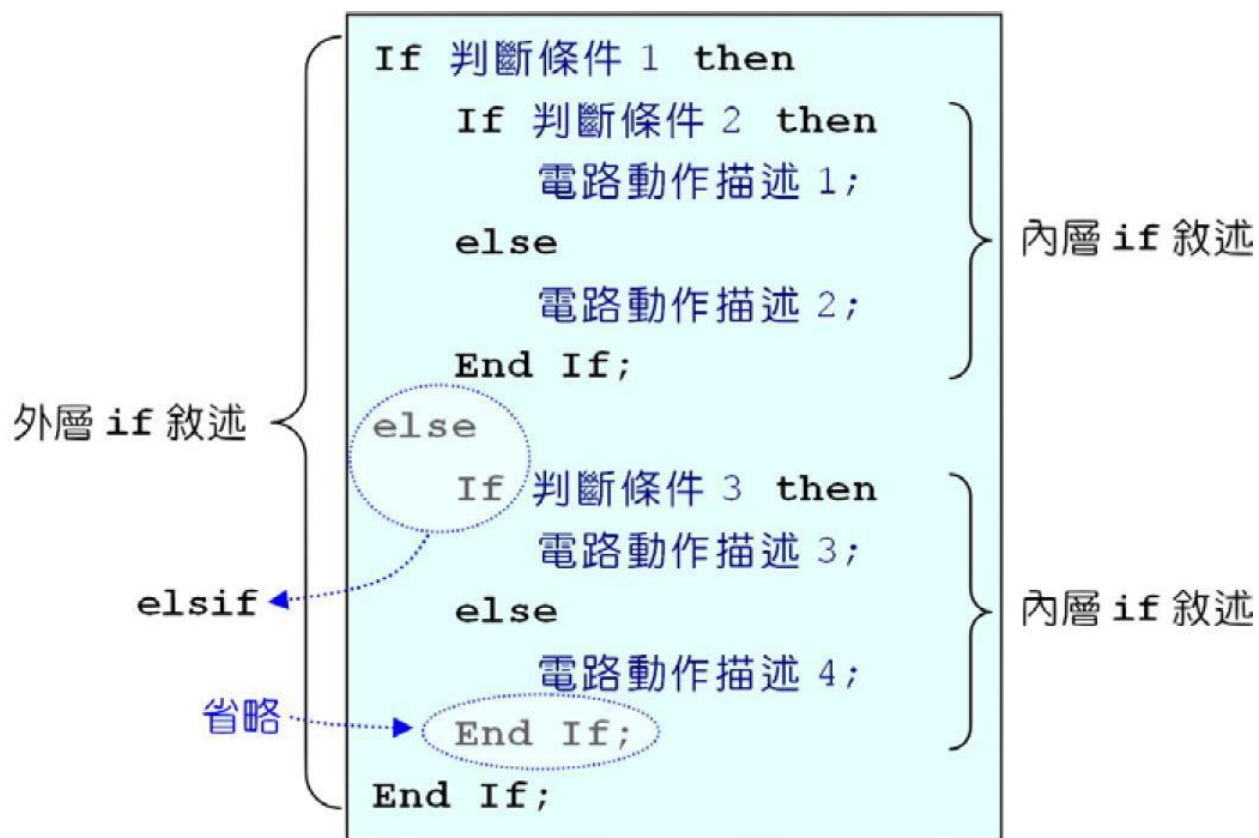 If 判斷條件 1 then
If 判斷條件 2 then
電路動作描述 1;
else
電路動作描述 2;
End If;
內層 if 敘述
外層 if 敘述
else
If 判斷條件 3 then
電路動作描述 3;
elsif
else
內層 if 敘述
電路動作描述 4;
省略
End If;
End If;